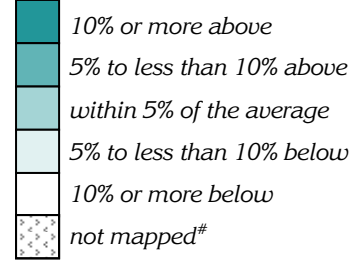 10% or more above
5% to less than 10% above
within 5% of the average
5% to less than 10% below
10% or more below
not mapped#